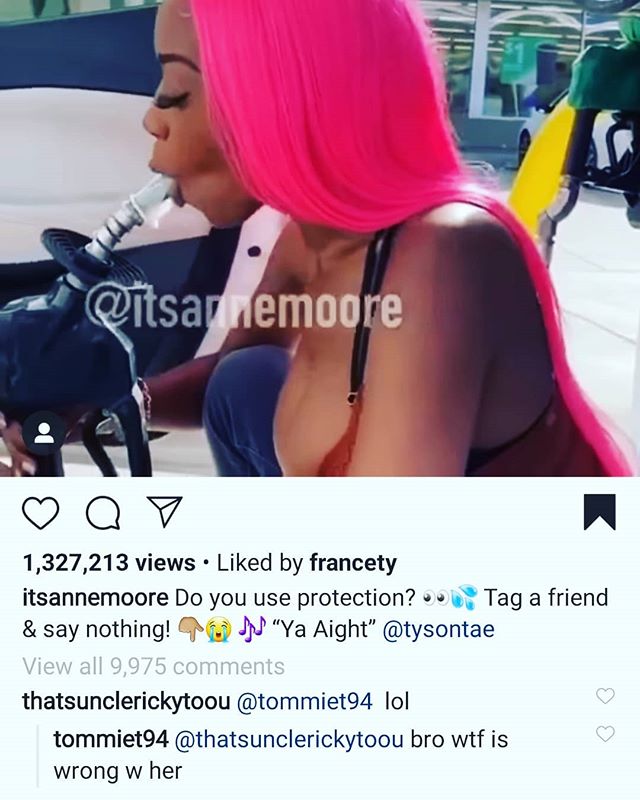 @itsannemoore
1,327,213 views • Liked by francety
itsannemoore Do you use protection? 👀💦 Tag a friend
& say nothing! 👇🏽😭 🎶 “Ya Aight” @tysontae
View all 9,975 comments
thatsunclerickytoou @tommiet94 lol
tommiet94 @thatsunclerickytoou bro wtf is
wrong w her